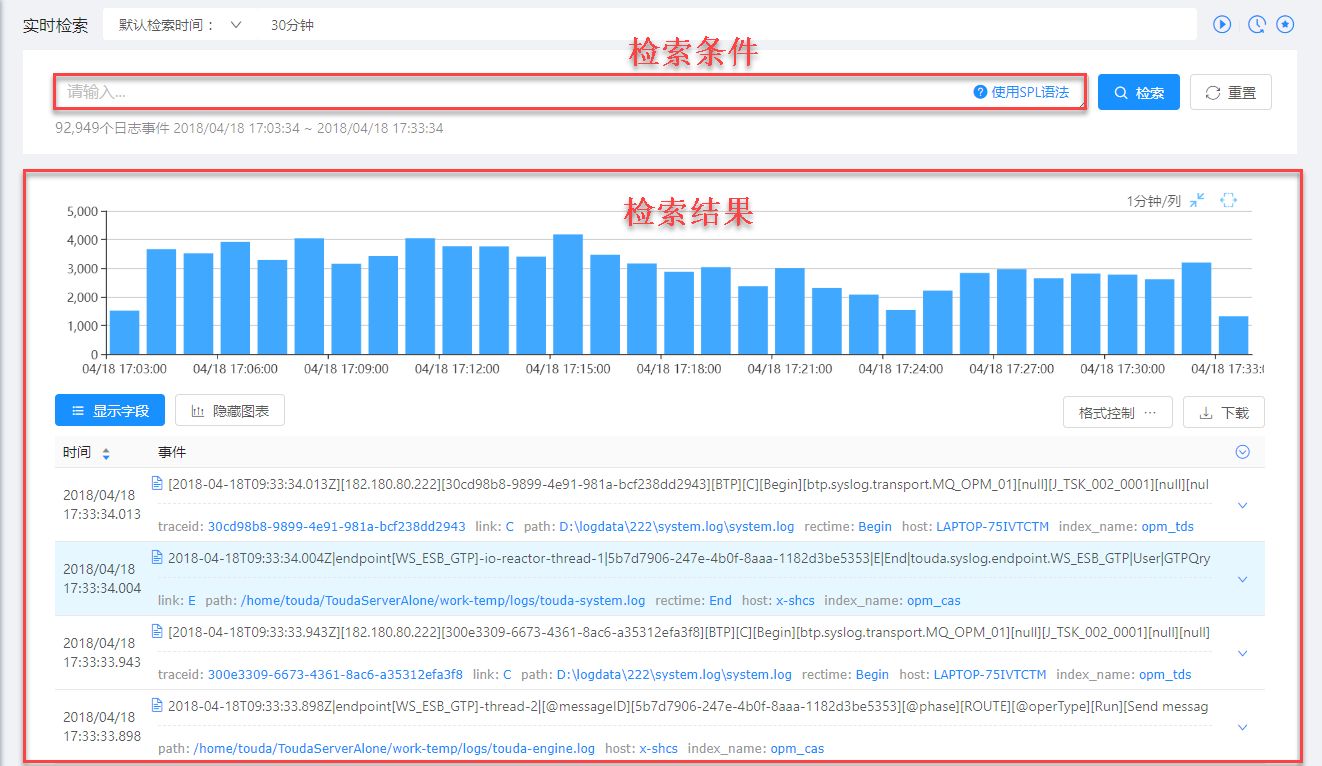 实时检索 默认检索时间： 30分钟
检索条件
请输入... 使用SPL语法 检索 重置
92,949个日志事件 2018/04/18 17:03:34 ~ 2018/04/18 17:33:34
检索结果
1分钟/列
5,000
4,000
3,000
2,000
1,000
0
04/18 17:03:00 04/18 17:06:00 04/18 17:09:00 04/18 17:12:00 04/18 17:15:00 04/18 17:18:00 04/18 17:21:00 04/18 17:24:00 04/18 17:27:00 04/18 17:30:00 04/18 17:33:0
显示字段 隐藏图表 格式控制 ··· 下载
时间 事件
2018/04/18 17:33:34.013
[2018-04-18T09:33:34.013Z][182.180.80.222][30cd98b8-9899-4e91-981a-bcf238dd2943][BTP][C][Begin][btp.syslog.transport.MQ_OPM_01][null][J_TSK_002_0001][null][nul
traceid: 30cd98b8-9899-4e91-981a-bcf238dd2943 link: C path: D:\logdata\222\system.log\system.log rectime: Begin host: LAPTOP-75IVTCTM index_name: opm_tds
2018/04/18 17:33:34.004
2018-04-18T09:33:34.004Z|endpoint[WS_ESB_GTP]-io-reactor-thread-1|5b7d7906-247e-4b0f-8aaa-1182d3be5353|E|End|touda.syslog.endpoint.WS_ESB_GTP|User|GTPQry
link: E path: /home/touda/ToudaServerAlone/work-temp/logs/touda-system.log rectime: End host: x-shcs index_name: opm_cas
2018/04/18 17:33:33.943
[2018-04-18T09:33:33.943Z][182.180.80.222][300e3309-6673-4361-8ac6-a35312efa3f8][BTP][C][Begin][btp.syslog.transport.MQ_OPM_01][null][J_TSK_002_0001][null][null]
traceid: 300e3309-6673-4361-8ac6-a35312efa3f8 link: C path: D:\logdata\222\system.log\system.log rectime: Begin host: LAPTOP-75IVTCTM index_name: opm_tds
2018/04/18 17:33:33.898
2018-04-18T09:33:33.898Z|endpoint[WS_ESB_GTP]-thread-2|[@messageID][5b7d7906-247e-4b0f-8aaa-1182d3be5353][@phase][ROUTE][@operType][Run][Send messag
path: /home/touda/ToudaServerAlone/work-temp/logs/touda-engine.log host: x-shcs index_name: opm_cas